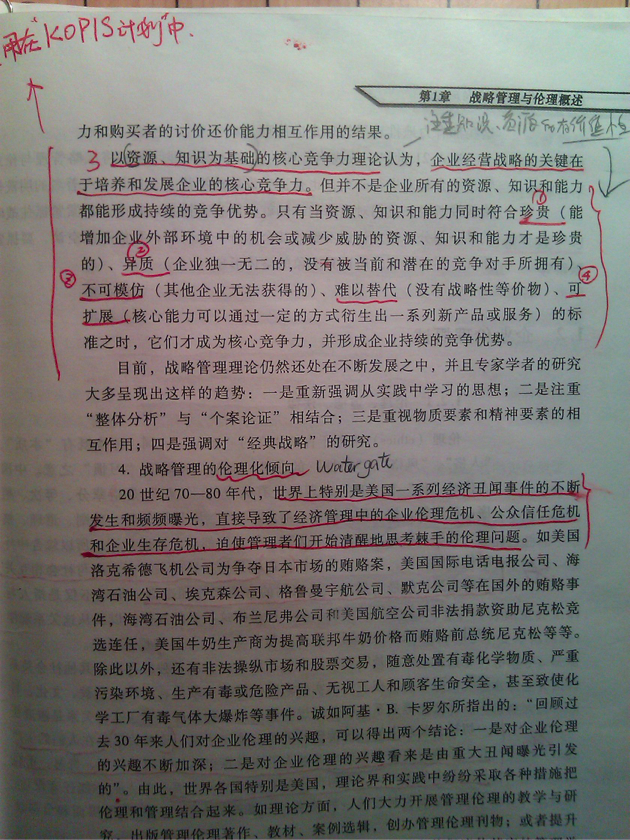 用在"KOPIS计划"中.
第1章 战略管理与伦理概述
力和购买者的讨价还价能力相互作用的结果。
3 以资源、知识为基础的核心竞争力理论认为，企业经营战略的关键在
于培养和发展企业的核心竞争力。但并不是企业所有的资源、知识和能力
都能形成持续的竞争优势。只有当资源、知识和能力同时符合珍贵（能
①
增加企业外部环境中的机会或减少威胁的资源、知识和能力才是珍贵
②
的）、异质（企业独一无二的，没有被当前和潜在的竞争对手所拥有）、
③ ④
不可模仿（其他企业无法获得的）、难以替代（没有战略性等价物）、可
扩展（核心能力可以通过一定的方式衍生出一系列新产品或服务）的标
准之时，它们才成为核心竞争力，并形成企业持续的竞争优势。
目前，战略管理理论仍然还处在不断发展之中，并且专家学者的研究
大多呈现出这样的趋势：一是重新强调从实践中学习的思想；二是注重
“整体分析”与“个案论证”相结合；三是重视物质要素和精神要素的相
互作用；四是强调对“经典战略”的研究。
4. 战略管理的伦理化倾向 Watergate
20 世纪 70—80 年代，世界上特别是美国一系列经济丑闻事件的不断
发生和频频曝光，直接导致了经济管理中的企业伦理危机、公众信任危机
和企业生存危机，迫使管理者们开始清醒地思考棘手的伦理问题。如美国
洛克希德飞机公司为争夺日本市场的贿赂案，美国国际电话电报公司、海
湾石油公司、埃克森公司、格鲁曼宇航公司、默克公司等在国外的贿赂事
件，海湾石油公司、布兰尼弗公司和美国航空公司非法捐款资助尼克松竞
选连任，美国牛奶生产商为提高联邦牛奶价格而贿赂前总统尼克松等等。
除此以外，还有非法操纵市场和股票交易，随意处置有毒化学物质、严重
污染环境、生产有毒或危险产品、无视工人和顾客生命安全，甚至致使化
学工厂有毒气体大爆炸等事件。诚如阿基·B. 卡罗尔所指出的：“回顾过
去 30 年来人们对企业伦理的兴趣，可以得出两个结论：一是对企业伦理
的兴趣不断加深；二是对企业伦理的兴趣看来是由重大丑闻曝光引发
的”。由此，世界各国特别是美国，理论界和实践中纷纷采取各种措施把
伦理和管理结合起来。如理论方面，人们大力开展管理伦理的教学与研
究，出版管理伦理著作、教材、案例选辑，创办管理伦理刊物；或者提升